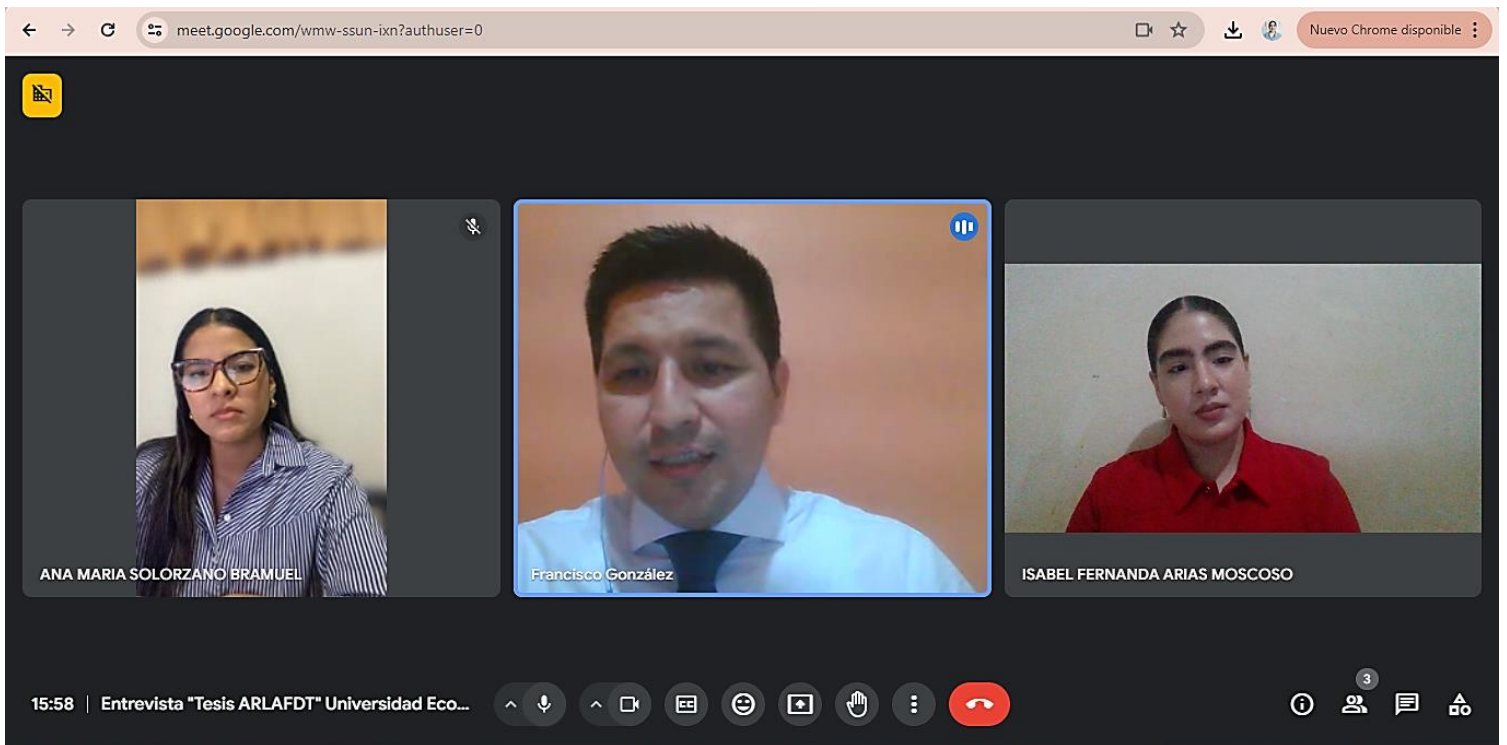 meet.google.com/wmw-ssun-ixn?authuser=0
Nuevo Chrome disponible
ANA MARIA SOLORZANO BRAMUEL
Francisco González
ISABEL FERNANDA ARIAS MOSCOSO
15:58 | Entrevista "Tesis ARLAFDT" Universidad Eco...
CC
3